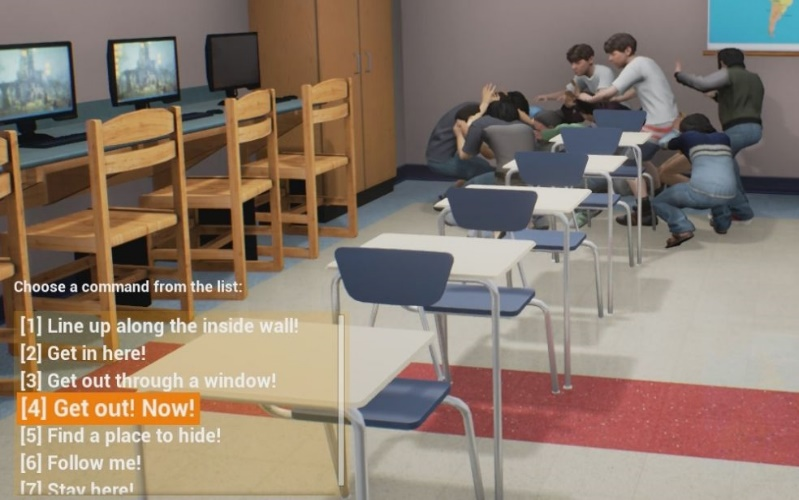 Choose a command from the list:
[1] Line up along the inside wall!
[2] Get in here!
[3] Get out through a window!
[4] Get out! Now!
[5] Find a place to hide!
[6] Follow me!
[7] Stay here!